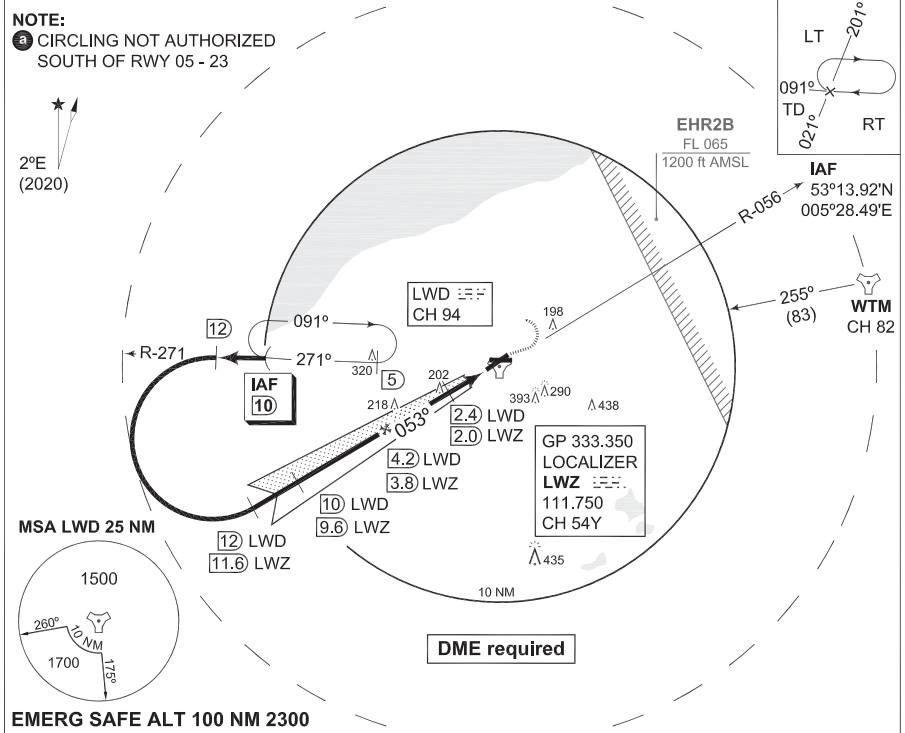 NOTE:
a CIRCLING NOT AUTHORIZED
SOUTH OF RWY 05 - 23
2ºE
(2020)
LT
201º
091º
TD
021º
RT
EHR2B
FL 065
1200 ft AMSL
IAF
53º13.92'N
005º28.49'E
R-056
255º
(83)
WTM
CH 82
LWD
CH 94
198
12
091º
R-271
271º
320
IAF
10
5
202
218
053º
393
290
438
2.4 LWD
2.0 LWZ
4.2 LWD
3.8 LWZ
10 LWD
9.6 LWZ
12 LWD
11.6 LWZ
GP 333.350
LOCALIZER
LWZ
111.750
CH 54Y
435
10 NM
MSA LWD 25 NM
1500
260º
10 NM
1700
175º
DME required
EMERG SAFE ALT 100 NM 2300